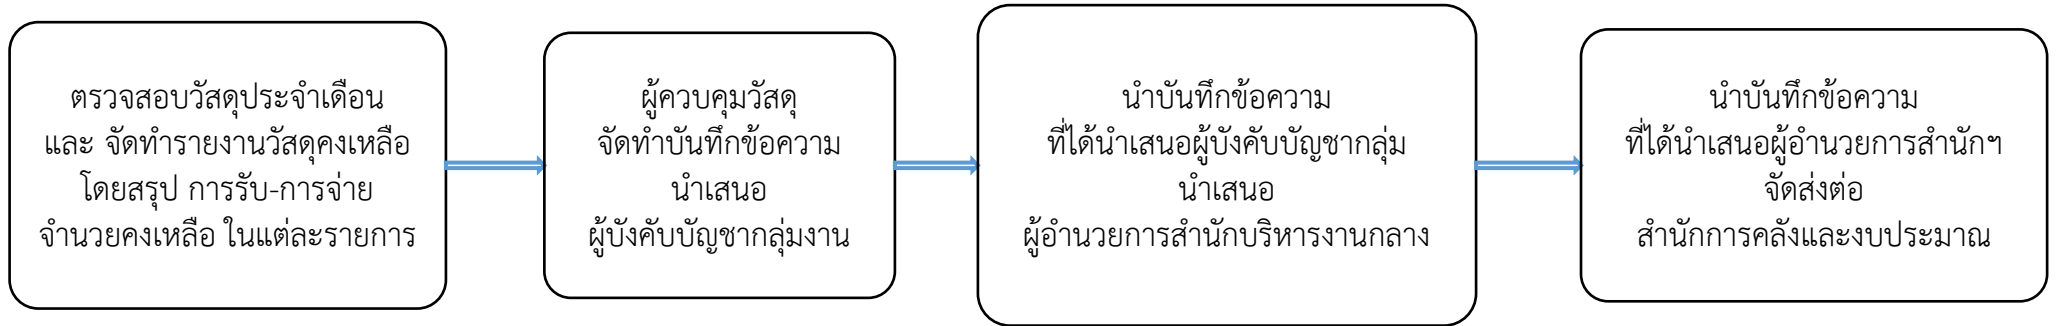 ตรวจสอบวัสดุประจำเดือน
และ จัดทำรายงานวัสดุคงเหลือ
โดยสรุป การรับ-การจ่าย
จำนวยคงเหลือ ในแต่ละรายการ
ผู้ควบคุมวัสดุ
จัดทำบันทึกข้อความ
นำเสนอ
ผู้บังคับบัญชากลุ่มงาน
นำบันทึกข้อความ
ที่ได้นำเสนอผู้บังคับบัญชากลุ่ม
นำเสนอ
ผู้อำนวยการสำนักบริหารงานกลาง
นำบันทึกข้อความ
ที่ได้นำเสนอผู้อำนวยการสำนักฯ
จัดส่งต่อ
สำนักการคลังและงบประมาณ